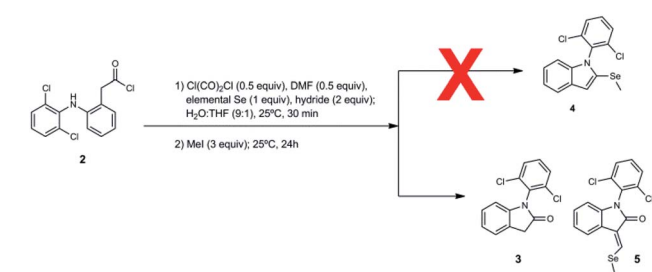 Cl
H
N
Cl
O
Cl
2
1) Cl(CO)₂Cl (0.5 equiv), DMF (0.5 equiv),
elemental Se (1 equiv), hydride (2 equiv);
H₂O:THF (9:1), 25ºC, 30 min
2) MeI (3 equiv); 25ºC, 24h
X
Cl
Cl
N
Se
4
Cl
Cl
N
O
3
Cl
Cl
N
O
Se
5